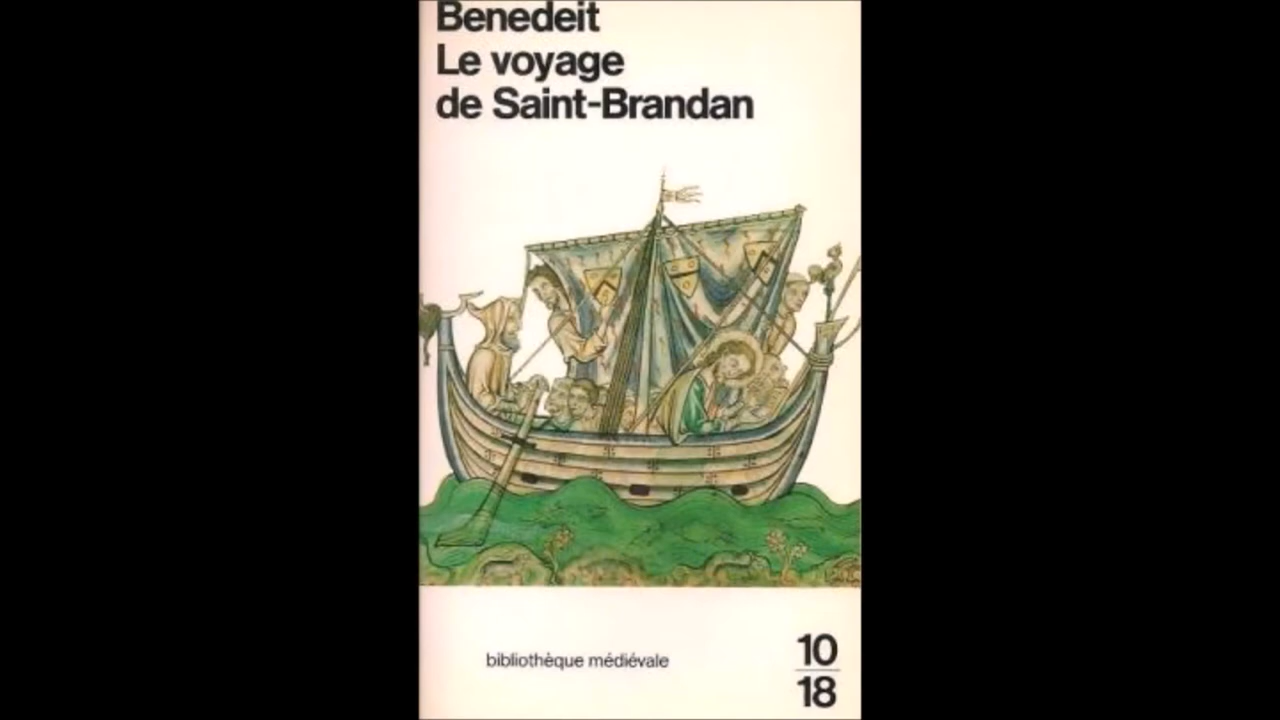 Benedeit
Le voyage
de Saint-Brandan
bibliothèque médiévale
10
18